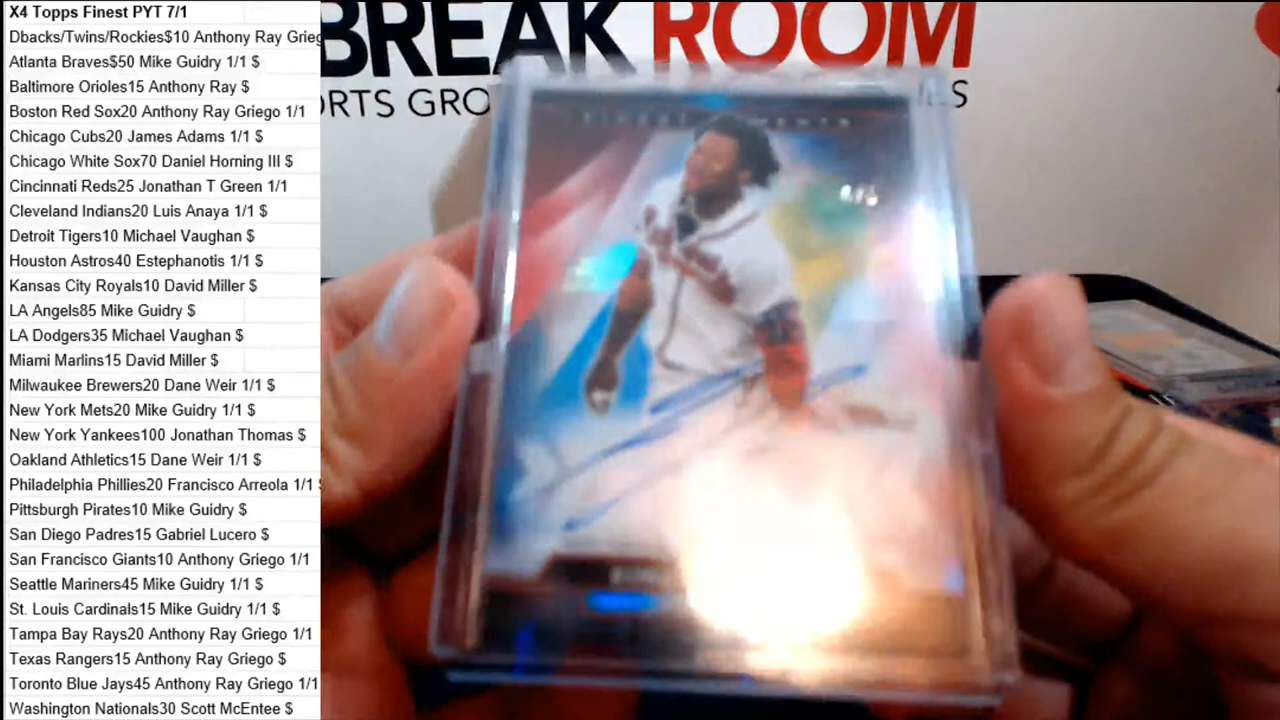 X4 Topps Finest PYT 7/1
Dbacks/Twins/Rockies$10 Anthony Ray Grieg
Atlanta Braves$50 Mike Guidry 1/1 $
Baltimore Orioles15 Anthony Ray $
Boston Red Sox20 Anthony Ray Griego 1/1
Chicago Cubs20 James Adams 1/1 $
Chicago White Sox70 Daniel Horning III $
Cincinnati Reds25 Jonathan T Green 1/1
Cleveland Indians20 Luis Anaya 1/1 $
Detroit Tigers10 Michael Vaughan $
Houston Astros40 Estephanotis 1/1 $
Kansas City Royals10 David Miller $
LA Angels85 Mike Guidry $
LA Dodgers35 Michael Vaughan $
Miami Marlins15 David Miller $
Milwaukee Brewers20 Dane Weir 1/1 $
New York Mets20 Mike Guidry 1/1 $
New York Yankees100 Jonathan Thomas $
Oakland Athletics15 Dane Weir 1/1 $
Philadelphia Phillies20 Francisco Arreola 1/1 $
Pittsburgh Pirates10 Mike Guidry $
San Diego Padres15 Gabriel Lucero $
San Francisco Giants10 Anthony Griego 1/1
Seattle Mariners45 Mike Guidry 1/1 $
St. Louis Cardinals15 Mike Guidry 1/1 $
Tampa Bay Rays20 Anthony Ray Griego 1/1
Texas Rangers15 Anthony Ray Griego $
Toronto Blue Jays45 Anthony Ray Griego 1/1
Washington Nationals30 Scott McEntee $
BREAK ROOM
ORTS GRO
FINEST MOMENTS